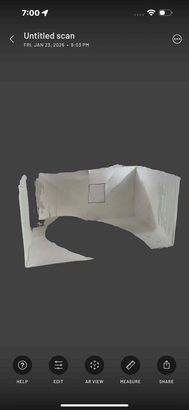 7:00
Untitled scan
FRI, JAN 23, 2026 • 8:03 PM
HELP
EDIT
AR VIEW
MEASURE
SHARE